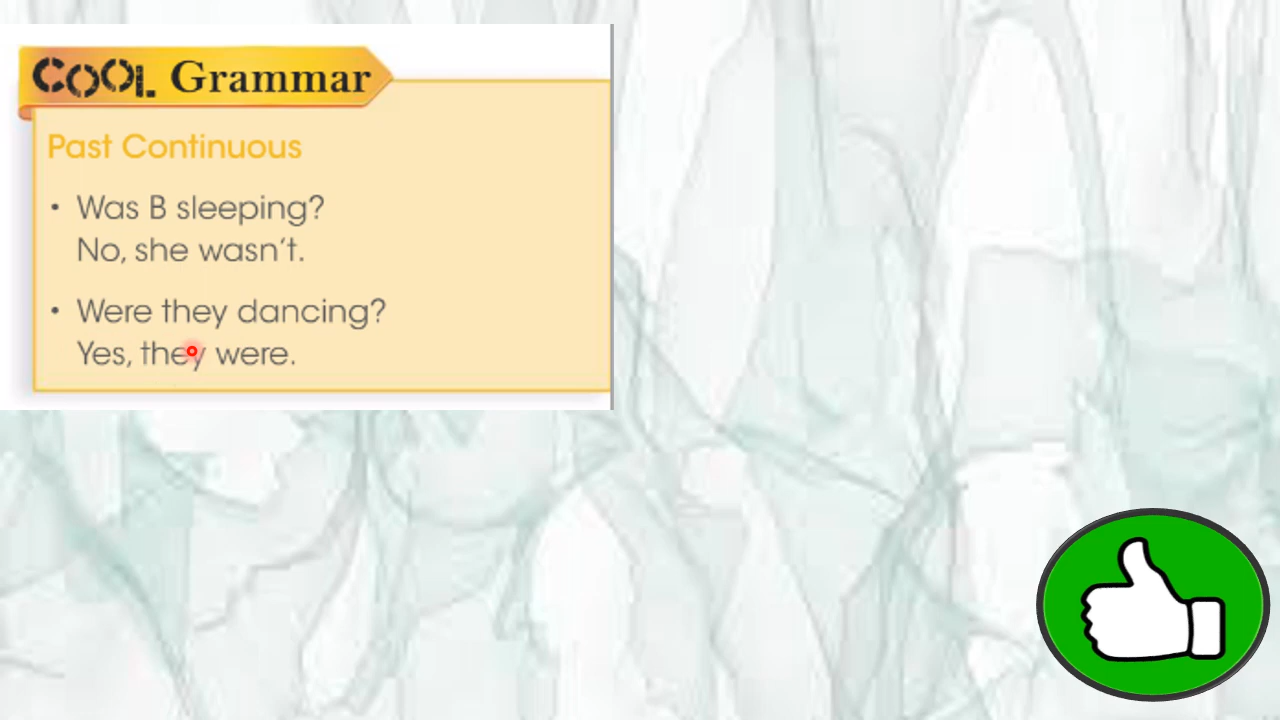 COOL Grammar
Past Continuous
• Was B sleeping?
No, she wasn't.
• Were they dancing?
Yes, they were.